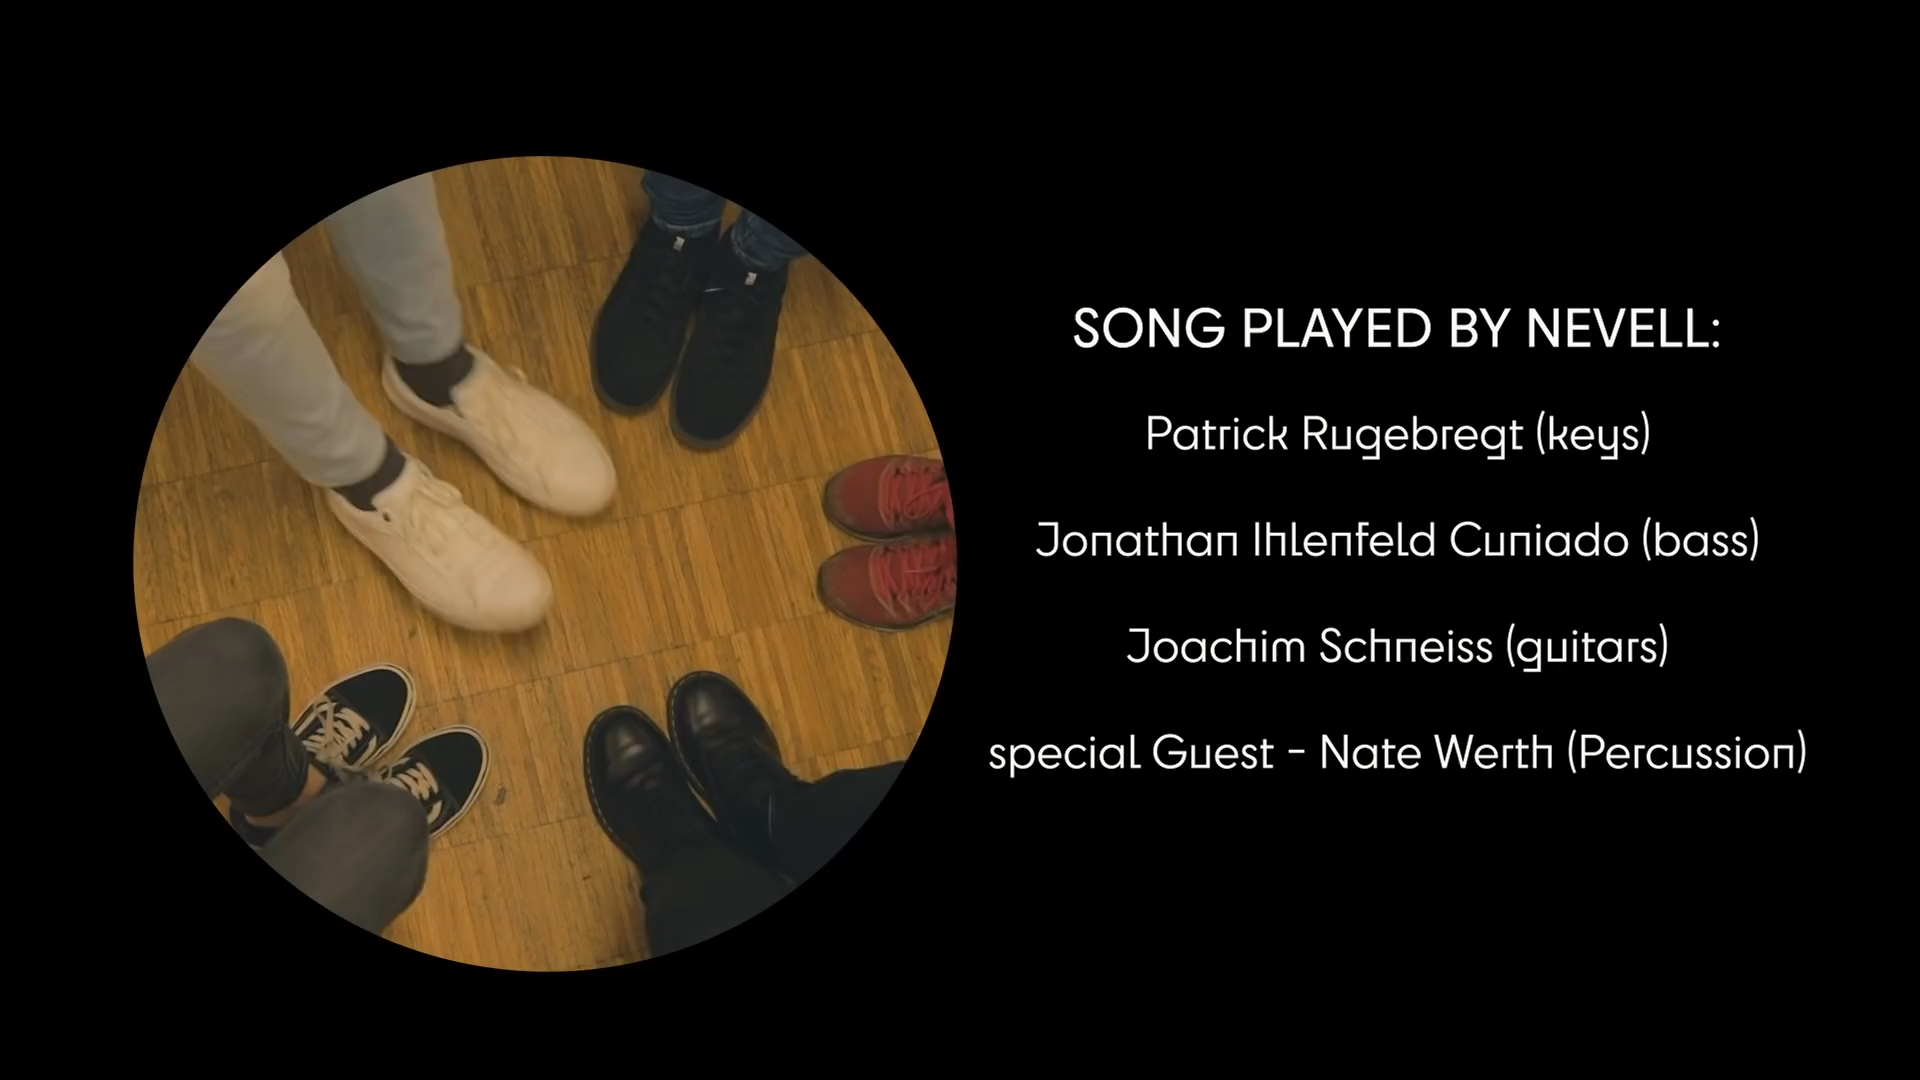 SONG PLAYED BY NEVELL:
Patrick Rugebregt (keys)
Jonathan Ihlenfeld Cuniado (bass)
Joachim Schneiss (guitars)
special Guest - Nate Werth (Percussion)